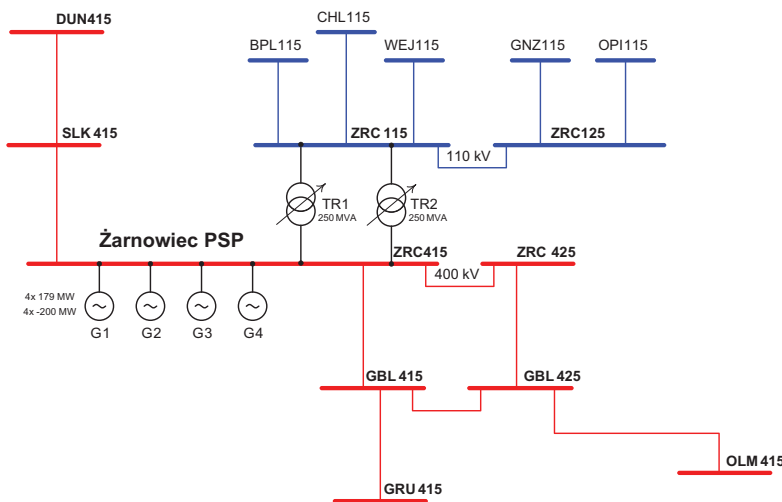 DUN415
CHL115
BPL115
WEJ115
GNZ115
OPI115
SLK 415
ZRC 115
ZRC125
110 kV
TR1
250 MVA
TR2
250 MVA
Żarnowiec PSP
ZRC415
ZRC 425
400 kV
4x 179 MW
4x -200 MW
G1
G2
G3
G4
GBL 415
GBL 425
OLM 415
GRU 415